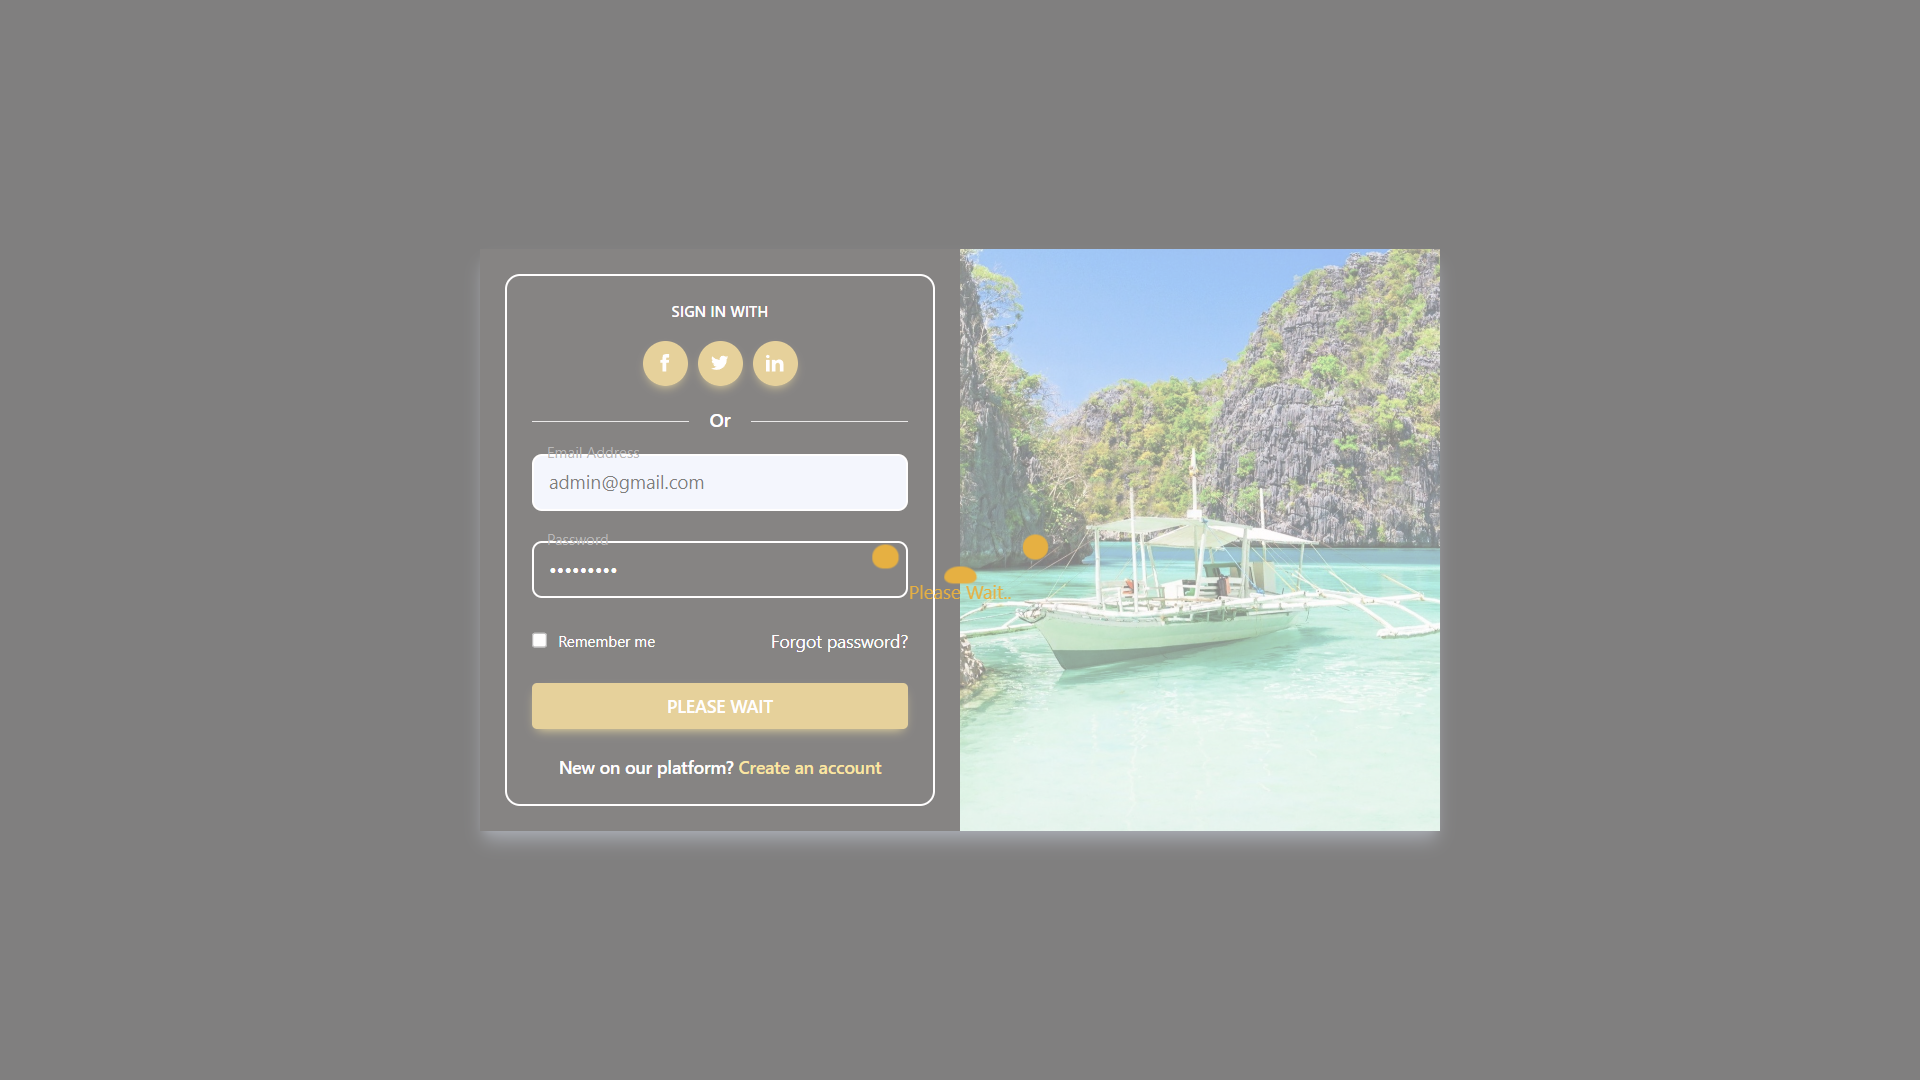 SIGN IN WITH
Or
Email Address
admin@gmail.com
Password
•••••••••
Please Wait..
Remember me
Forgot password?
PLEASE WAIT
New on our platform? Create an account